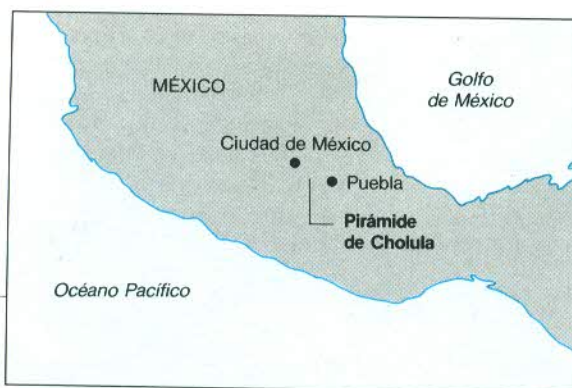 MÉXICO
Golfo
de México
Ciudad de México
Puebla
Pirámide
de Cholula
Océano Pacífico